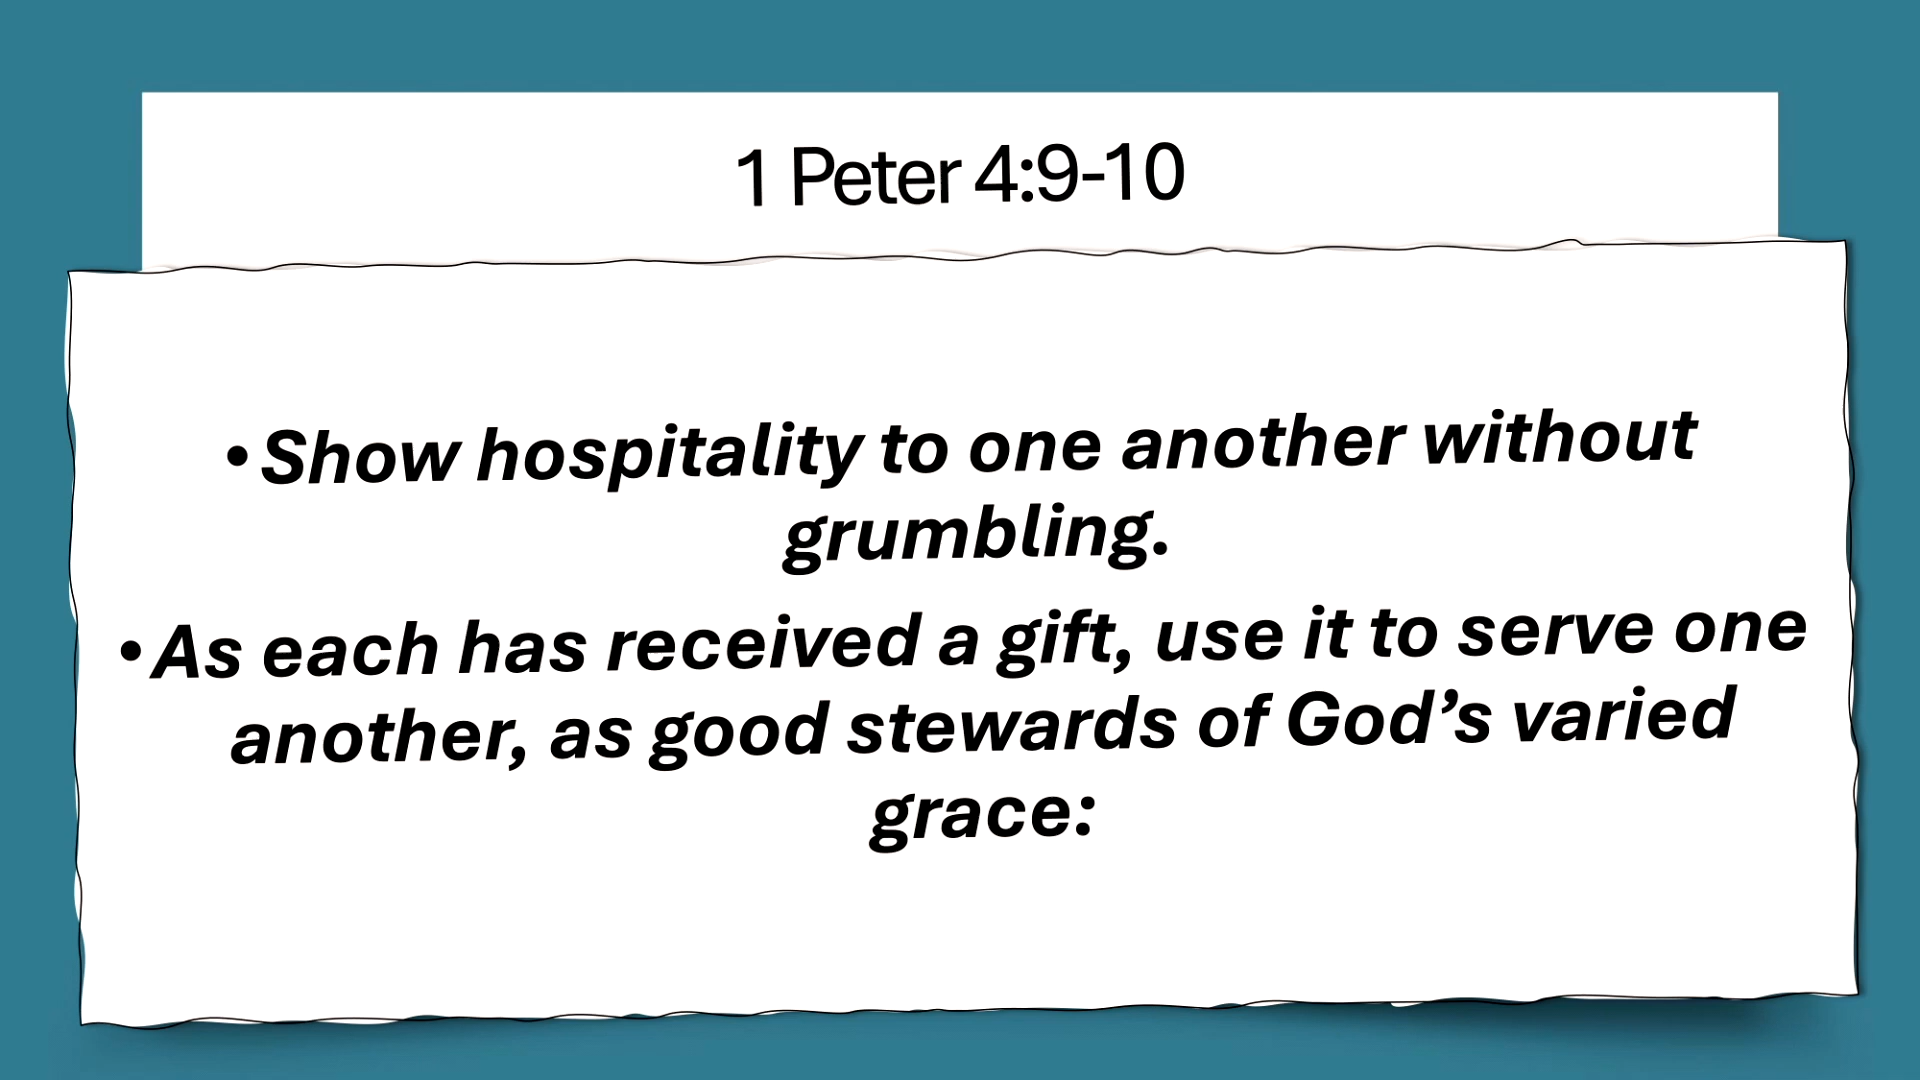 1 Peter 4:9-10
• Show hospitality to one another without
grumbling.
• As each has received a gift, use it to serve one
another, as good stewards of God’s varied
grace: